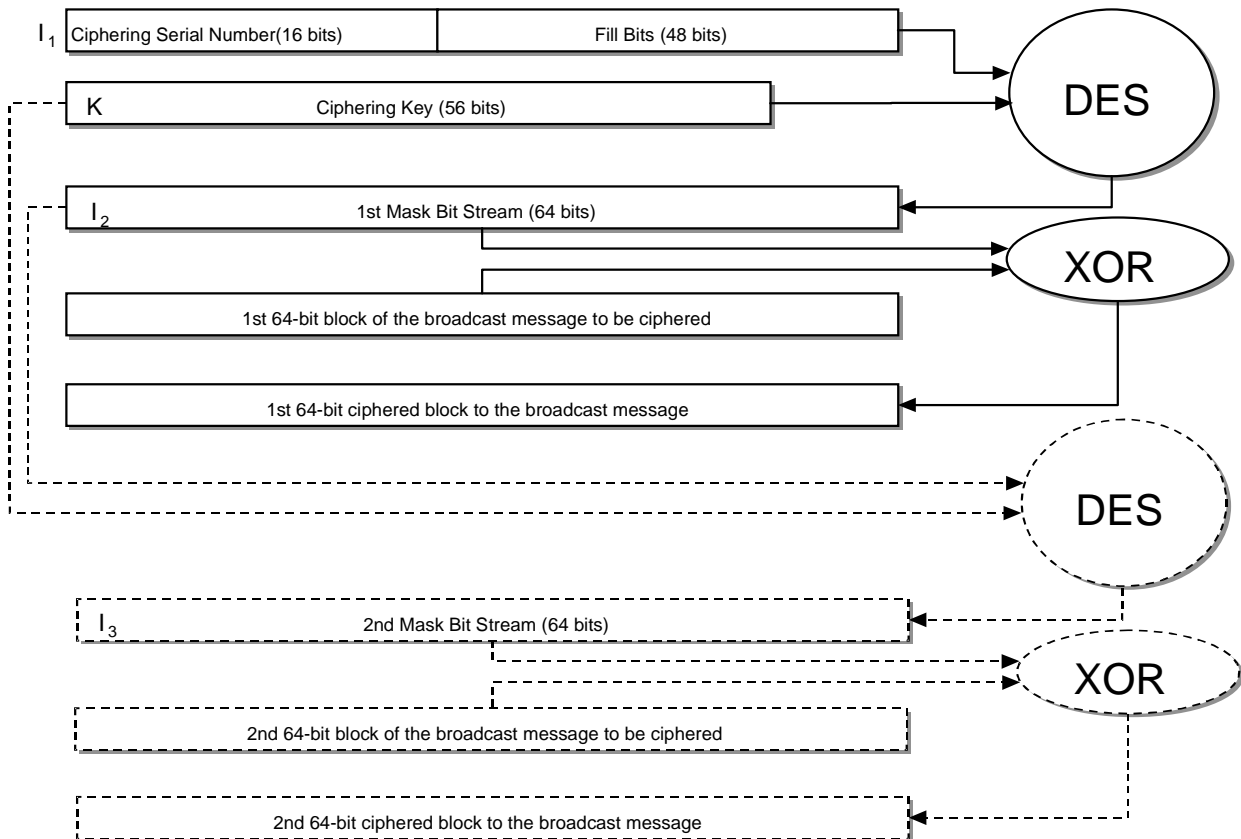 I1 Ciphering Serial Number(16 bits) Fill Bits (48 bits)
K Ciphering Key (56 bits)
DES
I2 1st Mask Bit Stream (64 bits)
XOR
1st 64-bit block of the broadcast message to be ciphered
1st 64-bit ciphered block to the broadcast message
DES
I3 2nd Mask Bit Stream (64 bits)
XOR
2nd 64-bit block of the broadcast message to be ciphered
2nd 64-bit ciphered block to the broadcast message